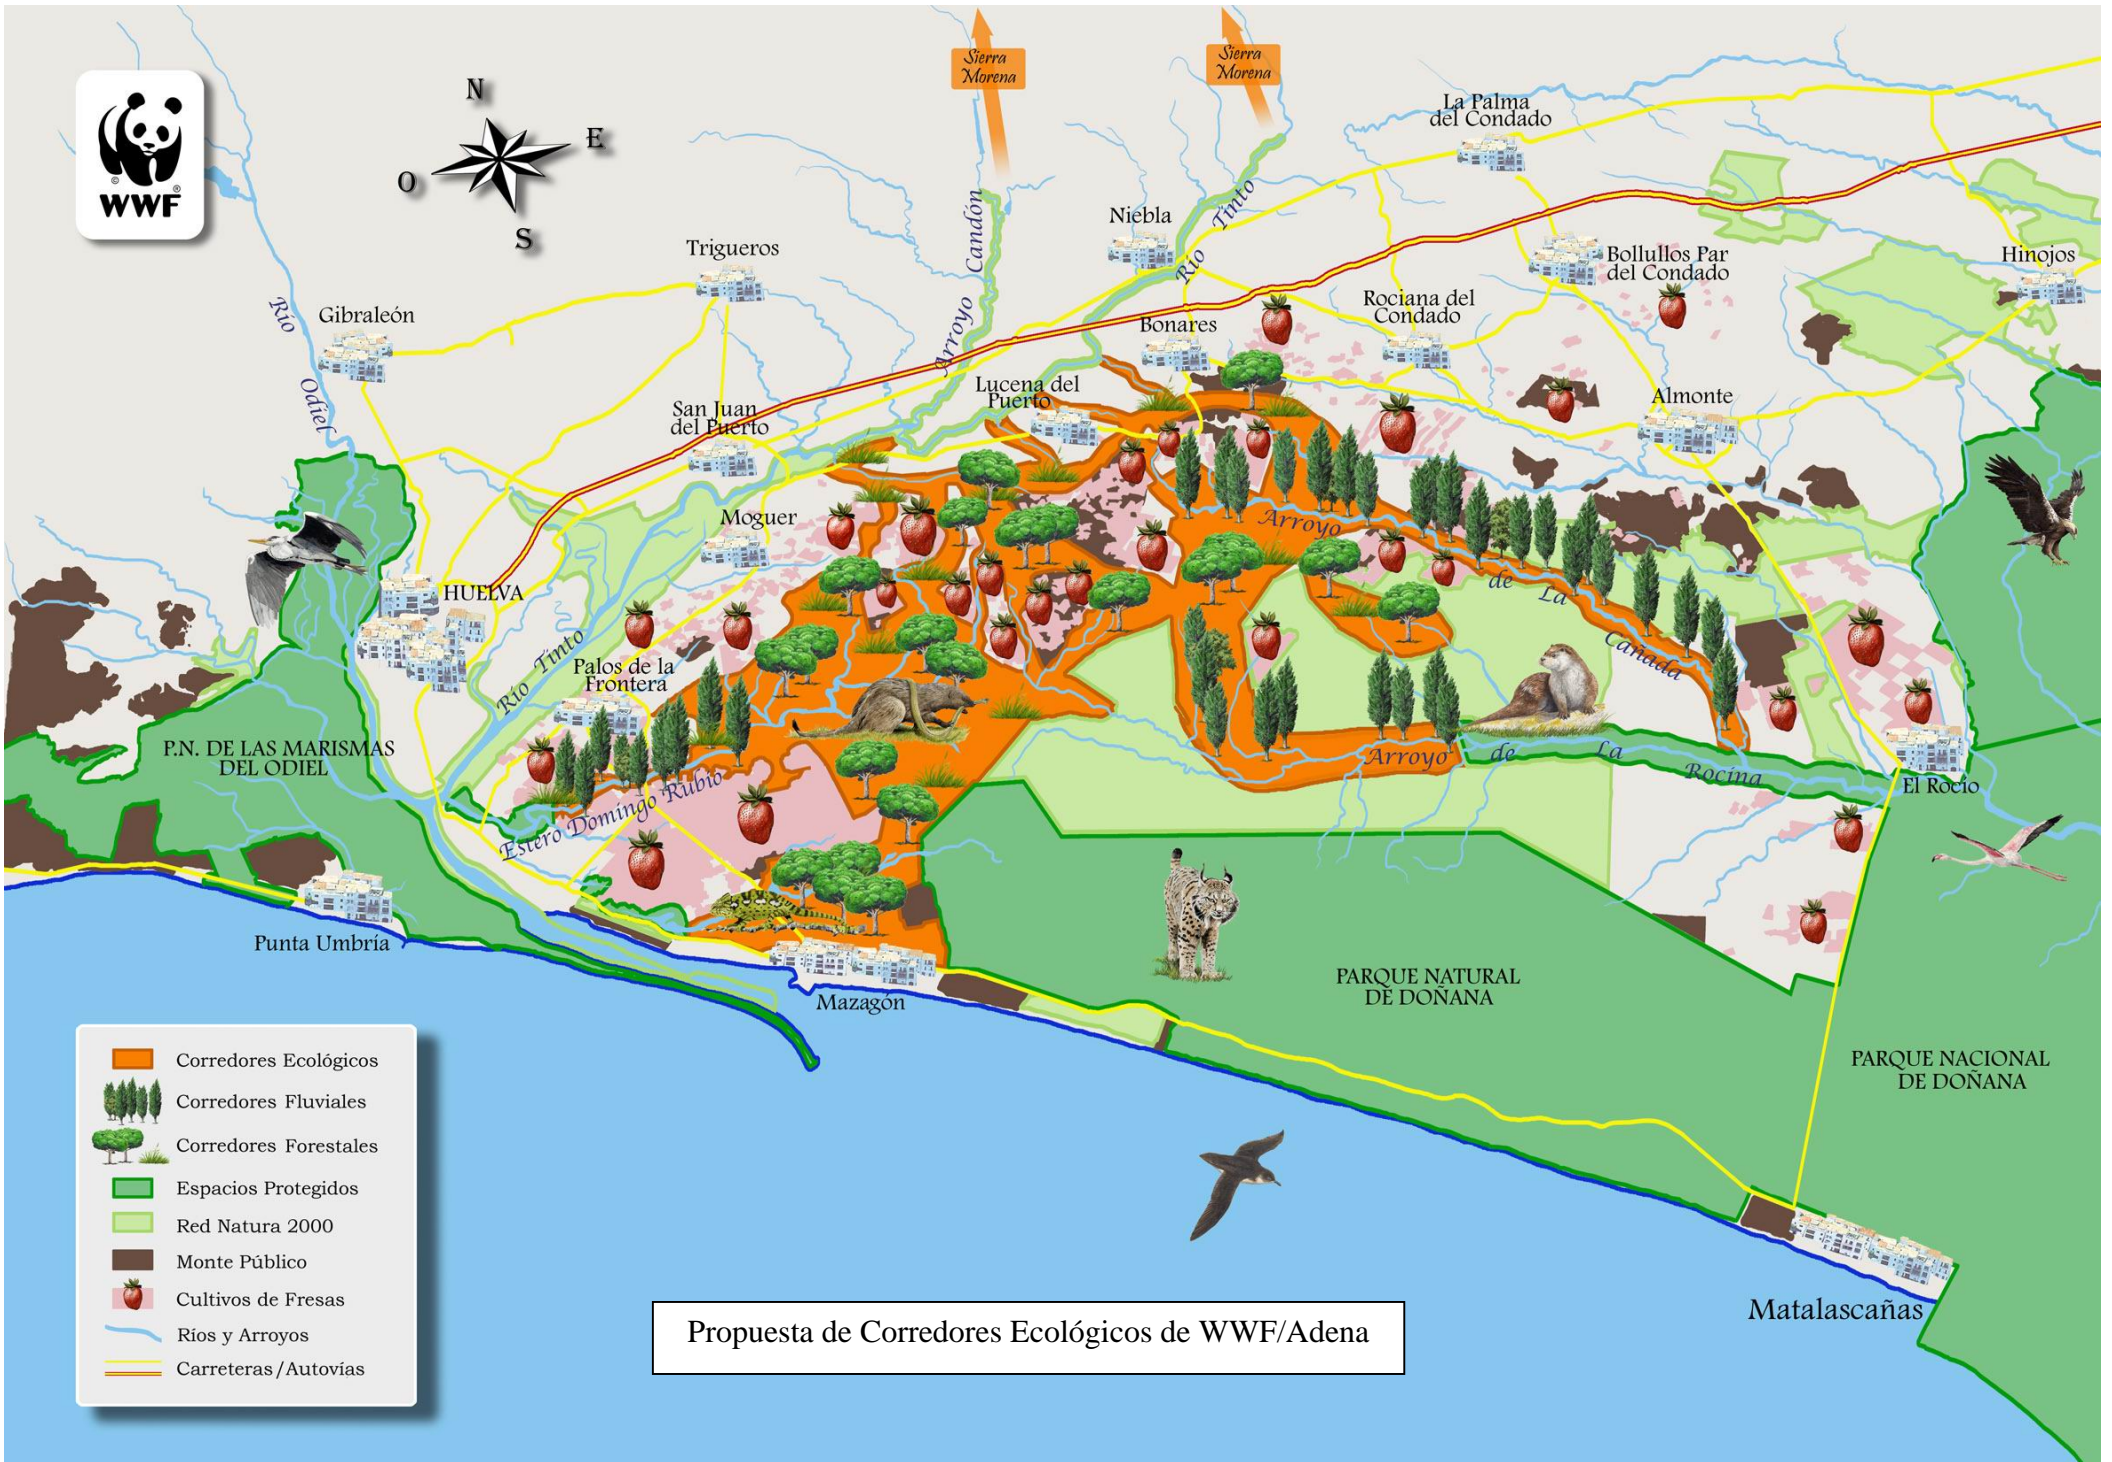 Sierra
Morena
Sierra
Morena
N
E
O
S
©
®
WWF
La Palma
del Condado
Niebla
Río Tinto
Arroyo Candón
Trigueros
Bollullos Par
del Condado
Hinojos
Río Odiel
Gibraleón
Rociana del
Condado
Bonares
Lucena del
Puerto
Almonte
San Juan
del Puerto
Moguer
Arroyo de La Cañada
HUELVA
Río Tinto
Palos de la
Frontera
P.N. DE LAS MARISMAS
DEL ODIEL
Estero Domingo Rubio
Arroyo de La Rocina
El Rocío
Punta Umbría
Mazagón
PARQUE NATURAL
DE DOÑANA
PARQUE NACIONAL
DE DOÑANA
Matalascañas
Corredores Ecológicos
Corredores Fluviales
Corredores Forestales
Espacios Protegidos
Red Natura 2000
Monte Público
Cultivos de Fresas
Ríos y Arroyos
Carreteras/Autovías
Propuesta de Corredores Ecológicos de WWF/Adena